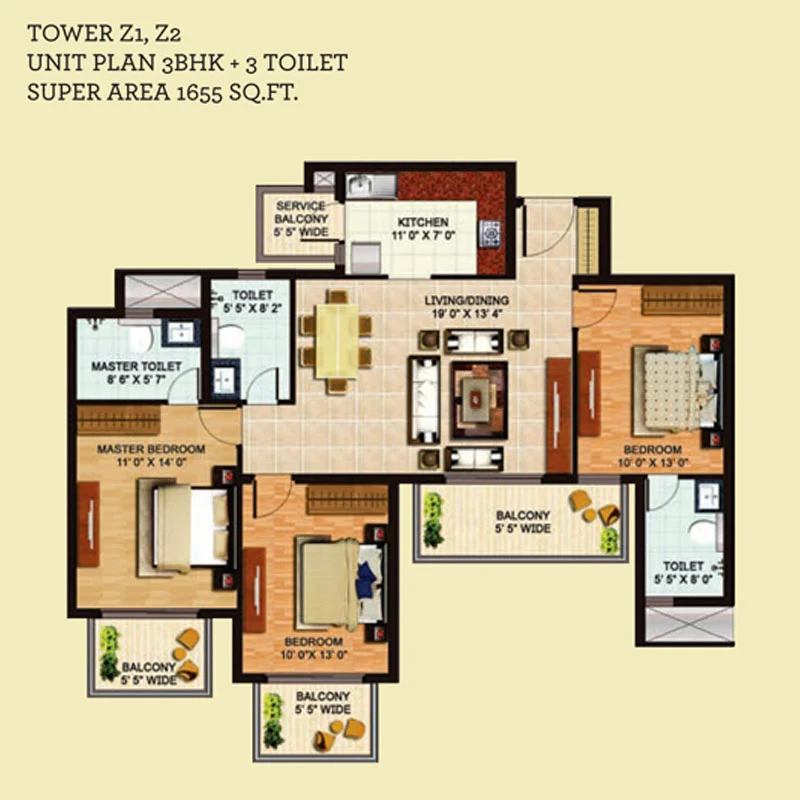 TOWER Z1, Z2
UNIT PLAN 3BHK + 3 TOILET
SUPER AREA 1655 SQ.FT.
SERVICE
BALCONY
5' 5" WIDE
KITCHEN
11' 0" X 7' 0"
TOILET
5' 5" X 8' 2"
LIVING/DINING
19' 0" X 13' 4"
MASTER TOILET
8' 6" X 5' 7"
MASTER BEDROOM
11' 0" X 14' 0"
BEDROOM
10' 0" X 13' 0"
BALCONY
5' 5" WIDE
TOILET
5' 5" X 8' 0"
BEDROOM
10' 0"X 13' 0"
BALCONY
5' 5" WIDE
BALCONY
5' 5" WIDE